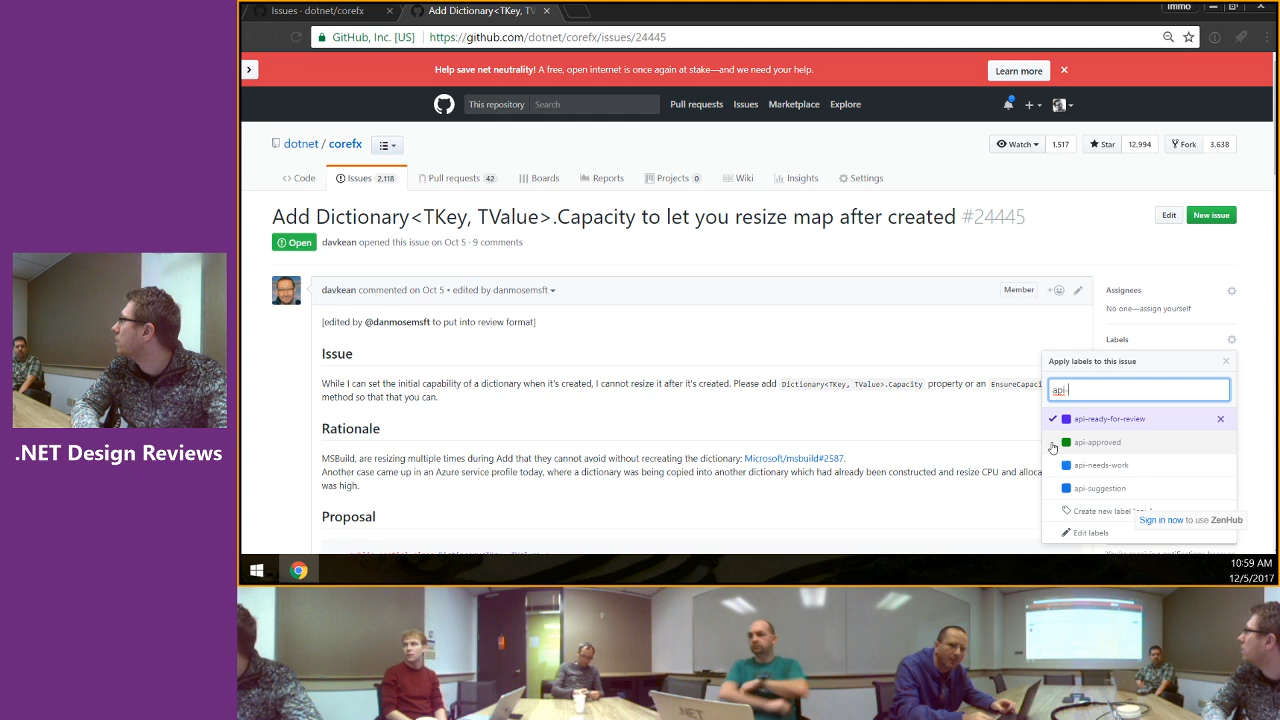 Issues - dotnet/corefx
Add Dictionary<TKey, TV
Immo
GitHub, Inc. [US]
https://github.com/dotnet/corefx/issues/24445
Help save net neutrality! A free, open internet is once again at stake—and we need your help.
Learn more
This repository
Search
Pull requests
Issues
Marketplace
Explore
dotnet / corefx
Watch
1,517
Star
12,994
Fork
3,638
Code
Issues 2,118
Pull requests 42
Boards
Reports
Projects 0
Wiki
Insights
Settings
Add Dictionary<TKey, TValue>.Capacity to let you resize map after created #24445
Edit
New issue
Open
davkean opened this issue on Oct 5 · 9 comments
davkean commented on Oct 5 • edited by danmosemsft
Member
Assignees
No one—assign yourself
[edited by @danmosemsft to put into review format]
Labels
Issue
Apply labels to this issue
While I can set the initial capability of a dictionary when it's created, I cannot resize it after it's created. Please add Dictionary<TKey, TValue>.Capacity property or an EnsureCapaci
method so that that you can.
api-
api-ready-for-review
Rationale
api-approved
MSBuild, are resizing multiple times during Add that they cannot avoid without recreating the dictionary: Microsoft/msbuild#2587.
api-needs-work
Another case came up in an Azure service profile today, where a dictionary was being copied into another dictionary which had already been constructed and resize CPU and alloca
was high.
api-suggestion
Proposal
Create new label
Sign in now to use ZenHub
Edit labels
10:59 AM
12/5/2017
.NET Design Reviews